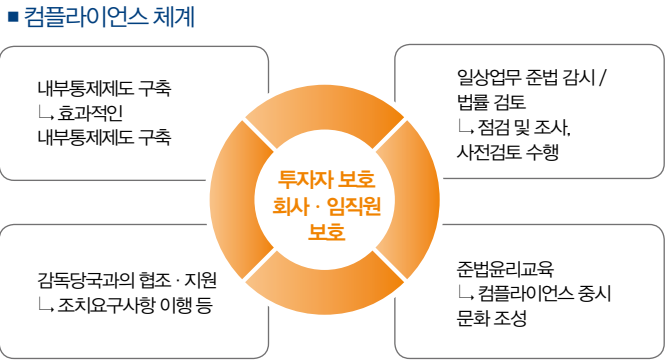 ■ 컴플라이언스 체계
내부통제제도 구축
↳ 효과적인
내부통제제도 구축
일상업무 준법 감시 /
법률 검토
↳ 점검 및 조사,
사전검토 수행
투자자 보호
회사 · 임직원
보호
감독당국과의 협조 · 지원
↳ 조치요구사항 이행 등
준법윤리교육
↳ 컴플라이언스 중시
문화 조성